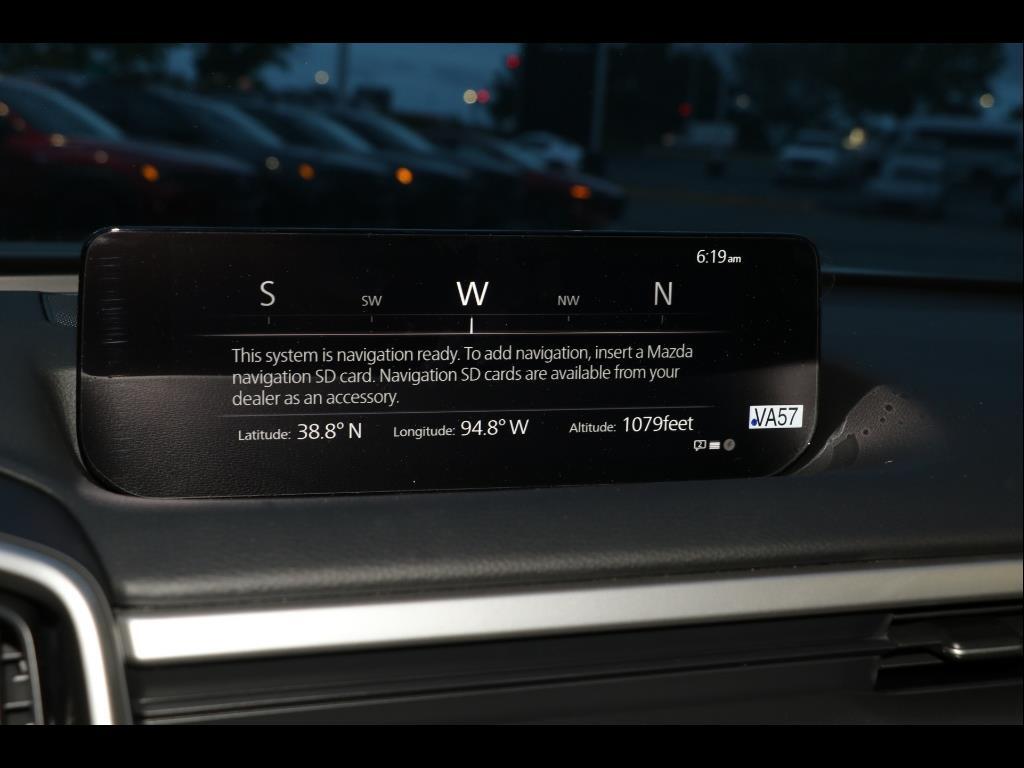 6:19am
S SW W NW N
This system is navigation ready. To add navigation, insert a Mazda
navigation SD card. Navigation SD cards are available from your
dealer as an accessory.
Latitude: 38.8° N Longitude: 94.8° W Altitude: 1079feet
VA57
2